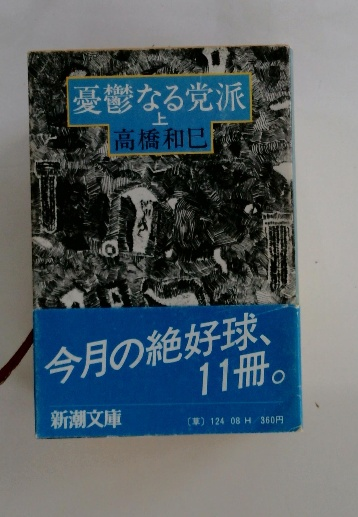 憂鬱なる党派
上
高橋和巳
今月の絶好球、
11冊。
新潮文庫
〔草〕124-08 H 360円